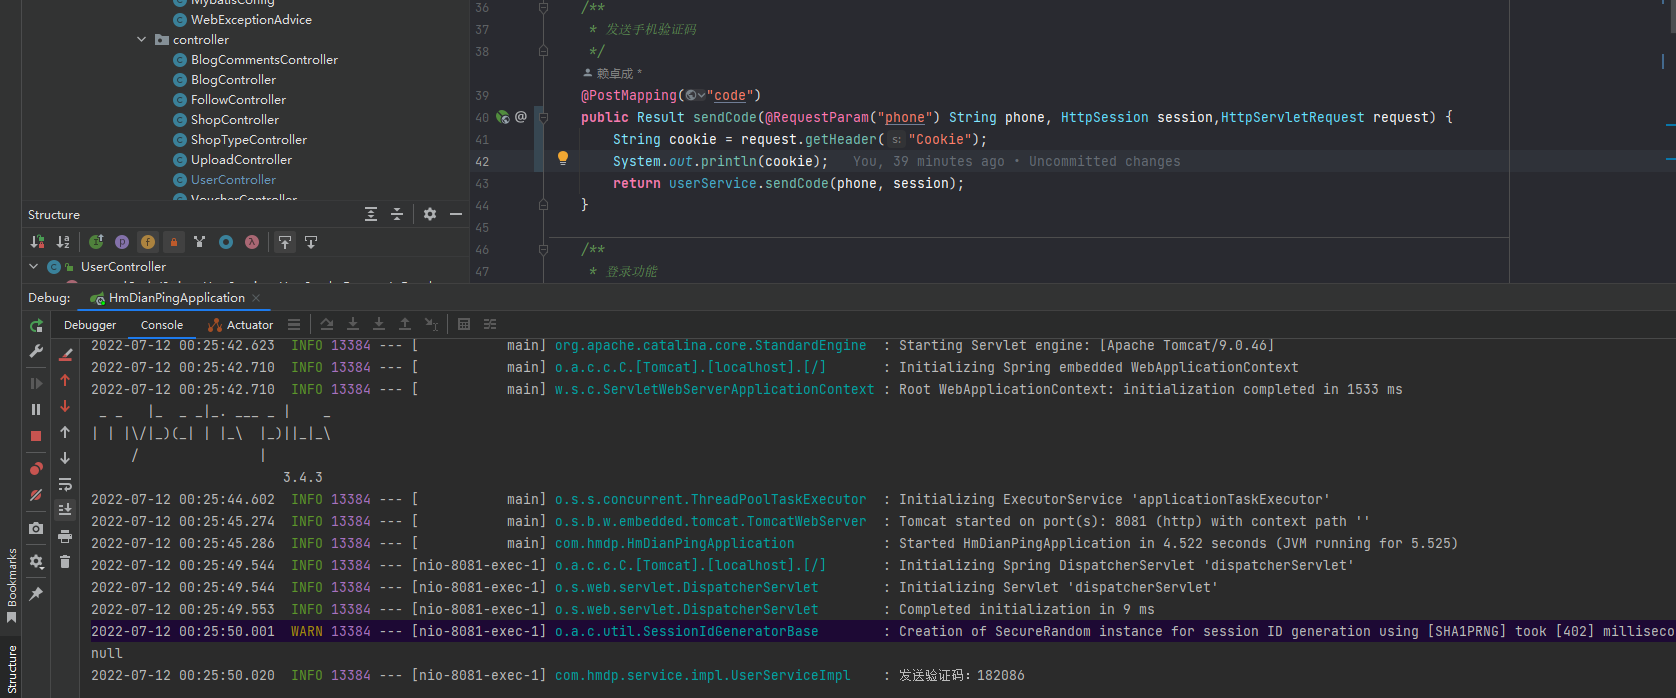 MybatisConfig
WebExceptionAdvice
controller
BlogCommentsController
BlogController
FollowController
ShopController
ShopTypeController
UploadController
UserController
VoucherController
Structure
UserController
36 /**
37 * 发送手机验证码
38 */
赖卓成 *
39 @PostMapping("code")
40 public Result sendCode(@RequestParam("phone") String phone, HttpSession session,HttpServletRequest request) {
41 String cookie = request.getHeader( s: "Cookie");
42 System.out.println(cookie); You, 39 minutes ago • Uncommitted changes
43 return userService.sendCode(phone, session);
44 }
45
46 /**
47 * 登录功能
Debug: HmDianPingApplication
Debugger Console Actuator
2022-07-12 00:25:42.623 INFO 13384 --- [ main] org.apache.catalina.core.StandardEngine : Starting Servlet engine: [Apache Tomcat/9.0.46]
2022-07-12 00:25:42.710 INFO 13384 --- [ main] o.a.c.c.C.[Tomcat].[localhost].[/] : Initializing Spring embedded WebApplicationContext
2022-07-12 00:25:42.710 INFO 13384 --- [ main] w.s.c.ServletWebServerApplicationContext : Root WebApplicationContext: initialization completed in 1533 ms
_ _ |_ _ _|_. ___ _ | _
| | |\/|_)(_| | |_\ |_)||_|_\
/ |
3.4.3
2022-07-12 00:25:44.602 INFO 13384 --- [ main] o.s.s.concurrent.ThreadPoolTaskExecutor : Initializing ExecutorService 'applicationTaskExecutor'
2022-07-12 00:25:45.274 INFO 13384 --- [ main] o.s.b.w.embedded.tomcat.TomcatWebServer : Tomcat started on port(s): 8081 (http) with context path ''
2022-07-12 00:25:45.286 INFO 13384 --- [ main] com.hmdp.HmDianPingApplication : Started HmDianPingApplication in 4.522 seconds (JVM running for 5.525)
2022-07-12 00:25:49.544 INFO 13384 --- [nio-8081-exec-1] o.a.c.c.C.[Tomcat].[localhost].[/] : Initializing Spring DispatcherServlet 'dispatcherServlet'
2022-07-12 00:25:49.544 INFO 13384 --- [nio-8081-exec-1] o.s.web.servlet.DispatcherServlet : Initializing Servlet 'dispatcherServlet'
2022-07-12 00:25:49.553 INFO 13384 --- [nio-8081-exec-1] o.s.web.servlet.DispatcherServlet : Completed initialization in 9 ms
2022-07-12 00:25:50.001 WARN 13384 --- [nio-8081-exec-1] o.a.c.util.SessionIdGeneratorBase : Creation of SecureRandom instance for session ID generation using [SHA1PRNG] took [402] milliseco
null
2022-07-12 00:25:50.020 INFO 13384 --- [nio-8081-exec-1] com.hmdp.service.impl.UserServiceImpl : 发送验证码：182086
Bookmarks
Structure